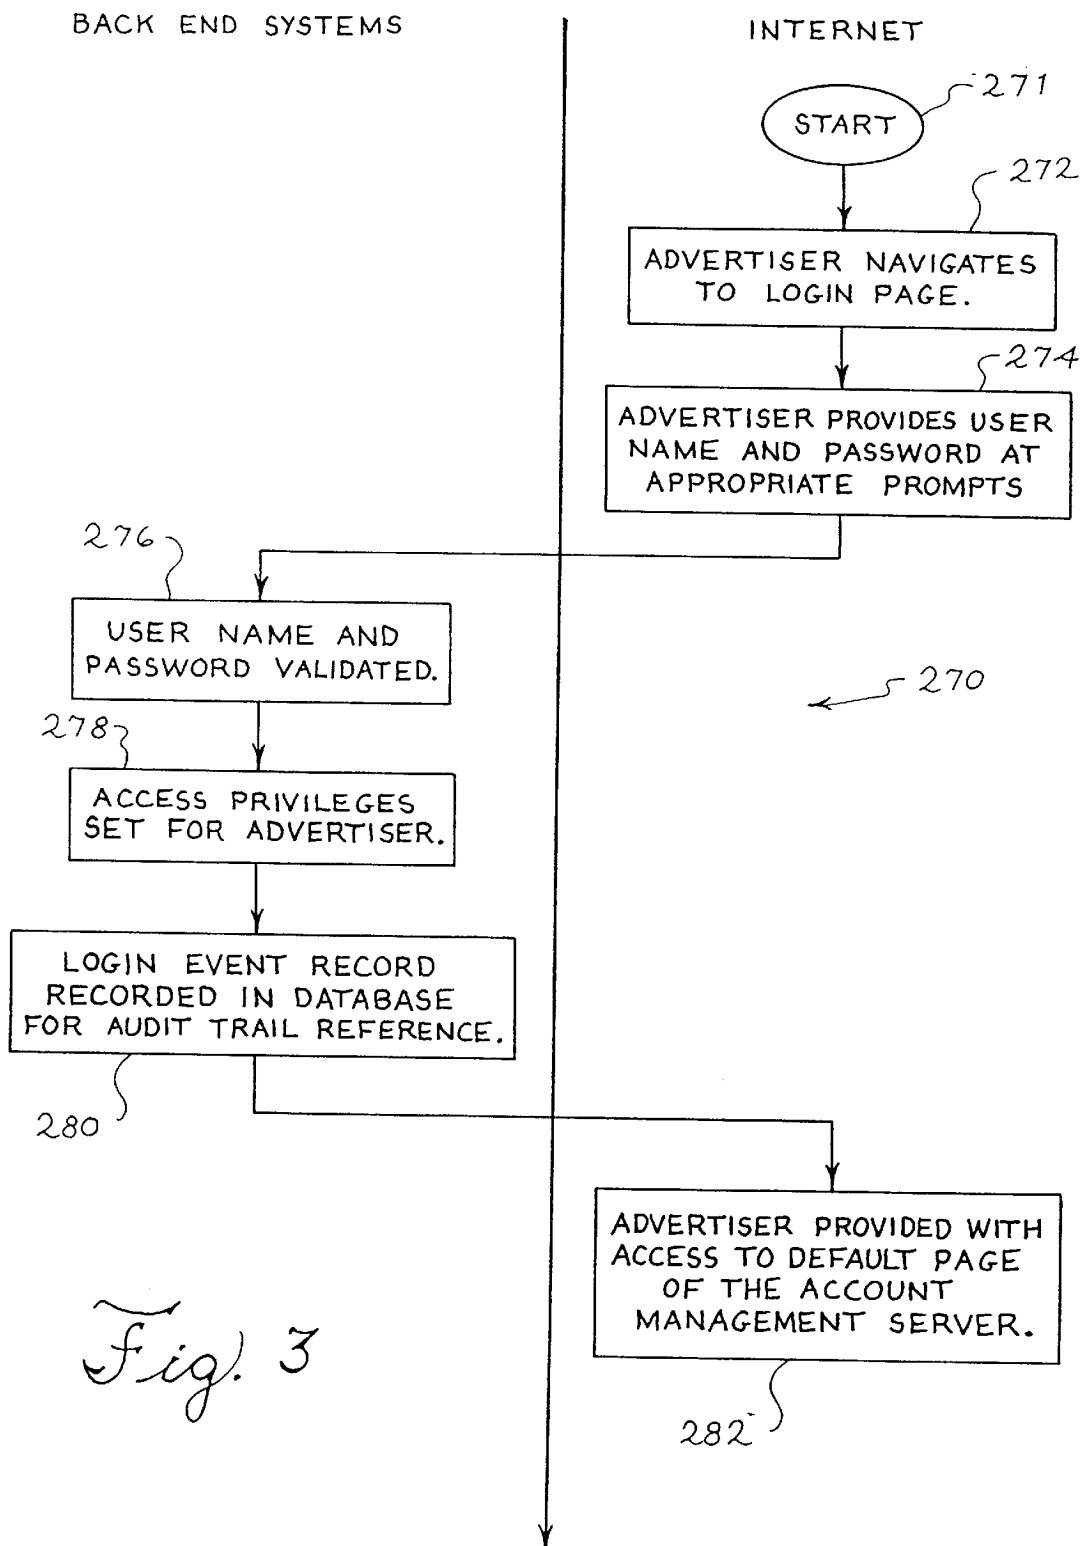 BACK END SYSTEMS
INTERNET
271
START
272
ADVERTISER NAVIGATES
TO LOGIN PAGE.
274
ADVERTISER PROVIDES USER
NAME AND PASSWORD AT
APPROPRIATE PROMPTS
276
USER NAME AND
PASSWORD VALIDATED.
270
278
ACCESS PRIVILEGES
SET FOR ADVERTISER.
LOGIN EVENT RECORD
RECORDED IN DATABASE
FOR AUDIT TRAIL REFERENCE.
280
ADVERTISER PROVIDED WITH
ACCESS TO DEFAULT PAGE
OF THE ACCOUNT
MANAGEMENT SERVER.
282
Fig. 3